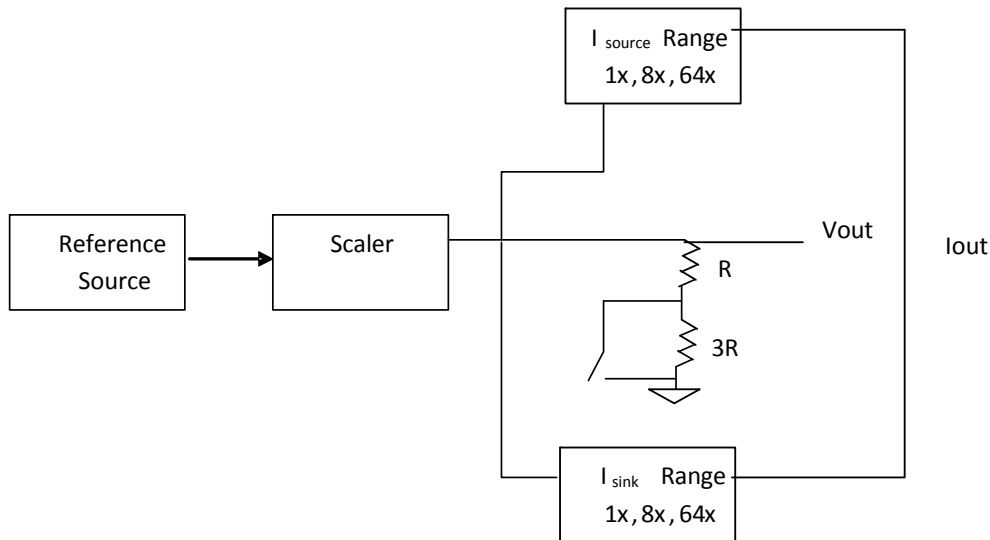 I source Range
1x, 8x, 64x
Reference
Source
Scaler
Vout
Iout
R
3R
I sink Range
1x, 8x, 64x